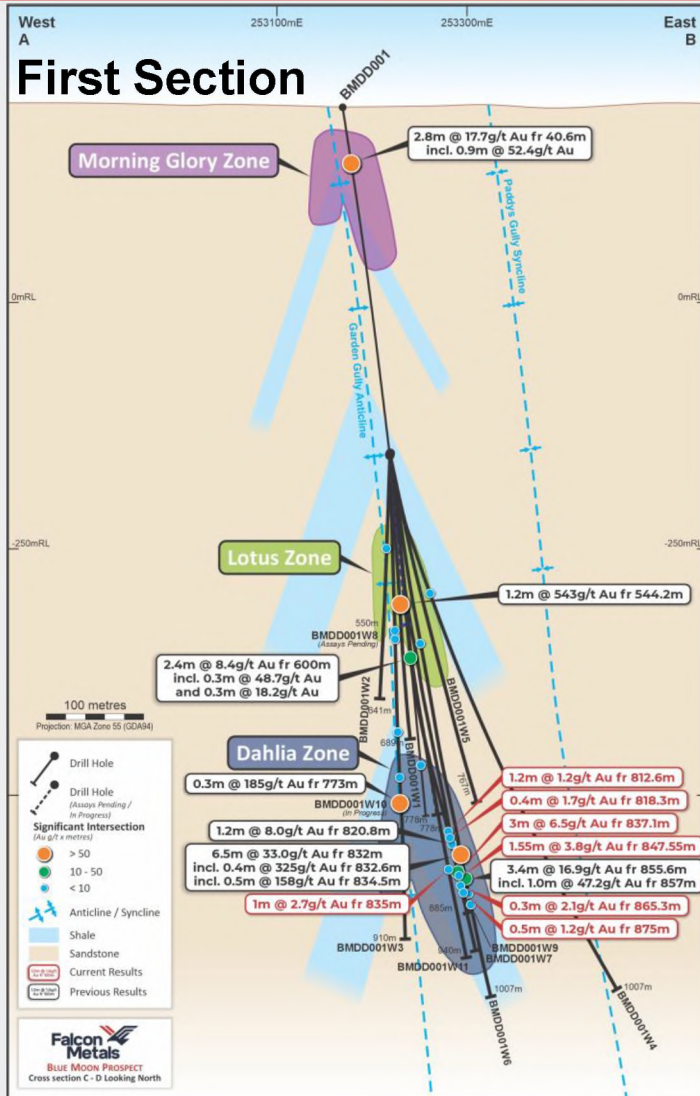 West
A
253100mE
253300mE
East
B
First Section
BMDD001
2.8m @ 17.7g/t Au fr 40.6m
incl. 0.9m @ 52.4g/t Au
Morning Glory Zone
Paddys Gully Syncline
0mRL
0mRL
Garden Gully Anticline
-250mRL
-250mRL
Lotus Zone
1.2m @ 543g/t Au fr 544.2m
550m
BMDD001W8
(Assays Pending)
2.4m @ 8.4g/t Au fr 600m
incl. 0.3m @ 48.7g/t Au
and 0.3m @ 18.2g/t Au
BMDD001W2
641m
BMDD001W5
100 metres
Projection: MGA Zone 55 (GDA94)
689m
BMDD001W1
Dahlia Zone
767m
0.3m @ 185g/t Au fr 773m
BMDD001W10
(In Progress)
778m
778m
1.2m @ 1.2g/t Au fr 812.6m
0.4m @ 1.7g/t Au fr 818.3m
3m @ 6.5g/t Au fr 837.1m
1.55m @ 3.8g/t Au fr 847.55m
1.2m @ 8.0g/t Au fr 820.8m
6.5m @ 33.0g/t Au fr 832m
incl. 0.4m @ 325g/t Au fr 832.6m
incl. 0.5m @ 158g/t Au fr 834.5m
3.4m @ 16.9g/t Au fr 855.6m
incl. 1.0m @ 47.2g/t Au fr 857m
1m @ 2.7g/t Au fr 835m
0.3m @ 2.1g/t Au fr 865.3m
0.5m @ 1.2g/t Au fr 875m
885m
910m
BMDD001W3
940m
BMDD001W9
BMDD001W7
BMDD001W11
1007m
BMDD001W6
1007m
BMDD001W4
Drill Hole
Drill Hole
(Assays Pending /
In Progress)
Significant Intersection
(Au g/t x metres)
> 50
10 - 50
< 10
Anticline / Syncline
Shale
Sandstone
Current Results
Previous Results
Falcon
Metals
BLUE MOON PROSPECT
Cross section C - D Looking North